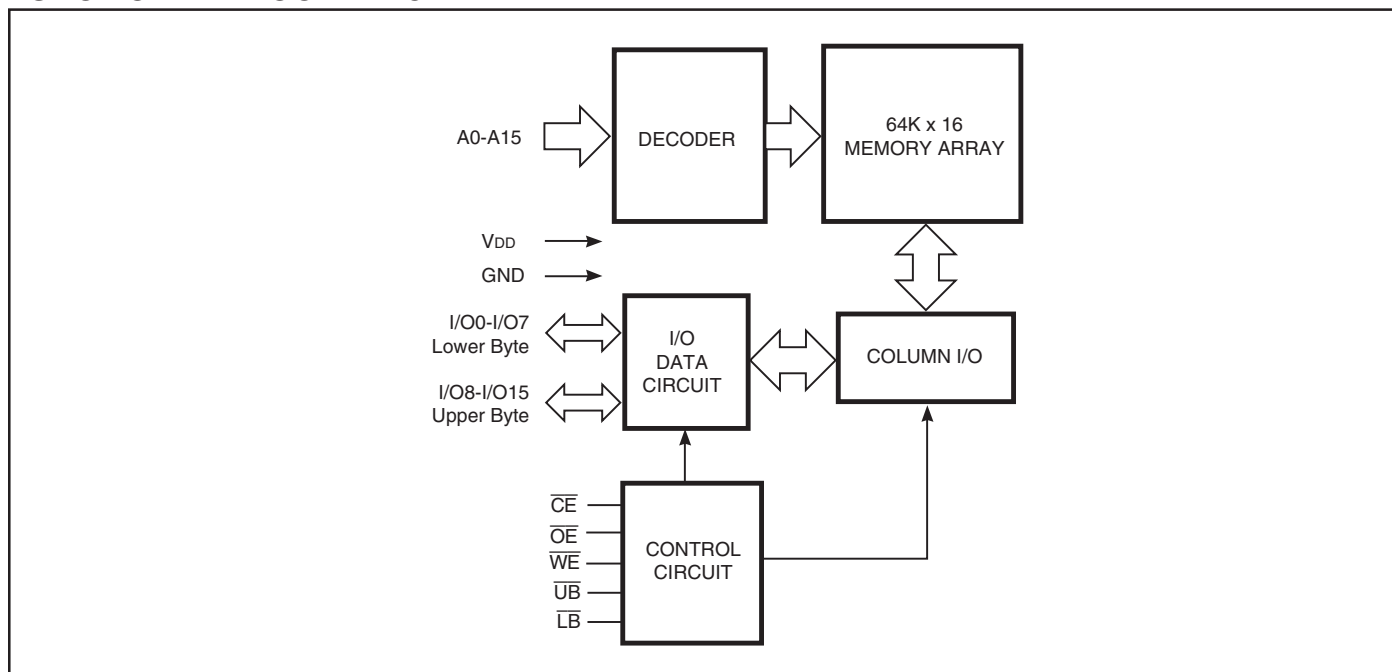 A0-A15
DECODER
64K x 16
MEMORY ARRAY
VDD
GND
I/O0-I/O7
Lower Byte
I/O8-I/O15
Upper Byte
I/O
DATA
CIRCUIT
COLUMN I/O
CE
OE
WE
UB
LB
CONTROL
CIRCUIT